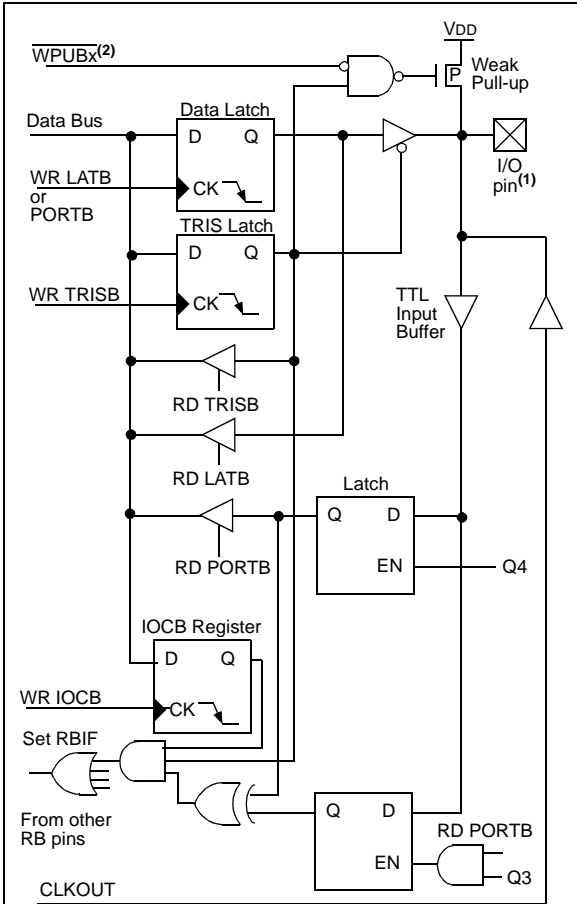 VDD
WPUBx(2)
P
Weak
Pull-up
Data Bus
Data Latch
D Q
CK
WR LATB
or
PORTB
I/O
pin(1)
TRIS Latch
D Q
CK
WR TRISB
TTL
Input
Buffer
RD TRISB
RD LATB
Latch
Q D
EN
Q4
RD PORTB
IOCB Register
D Q
CK
WR IOCB
Set RBIF
From other
RB pins
Q D
EN
RD PORTB
Q3
CLKOUT